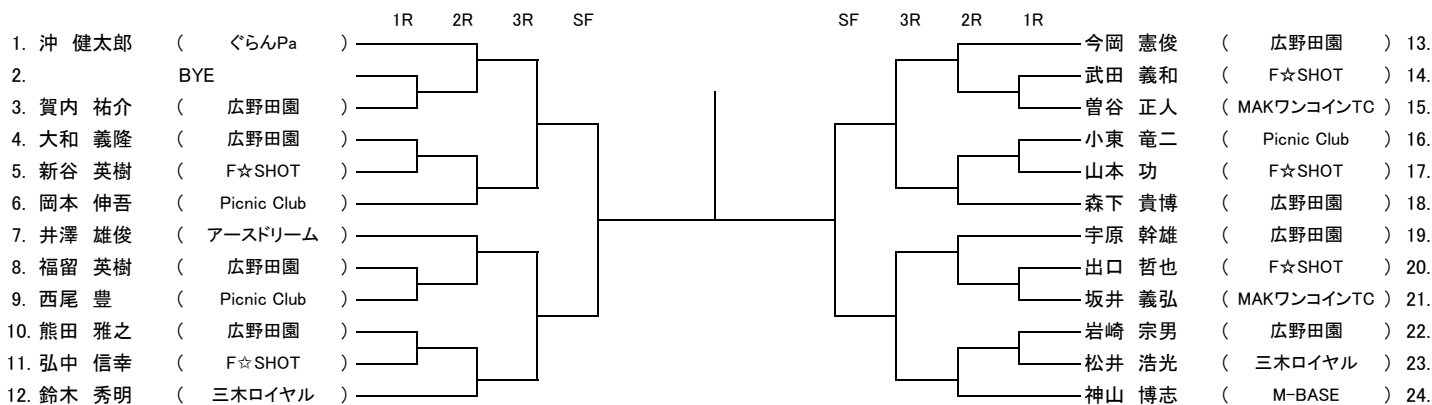 1R 2R 3R SF SF 3R 2R 1R
1. 沖 健太郎 ( ぐらんPa ) 今岡 憲俊 ( 広野田園 ) 13.
2. BYE 武田 義和 ( F☆SHOT ) 14.
3. 賀内 祐介 ( 広野田園 ) 曽谷 正人 ( MAKワンコインTC ) 15.
4. 大和 義隆 ( 広野田園 ) 小東 竜二 ( Picnic Club ) 16.
5. 新谷 英樹 ( F☆SHOT ) 山本 功 ( F☆SHOT ) 17.
6. 岡本 伸吾 ( Picnic Club ) 森下 貴博 ( 広野田園 ) 18.
7. 井澤 雄俊 ( アースドリーム ) 宇原 幹雄 ( 広野田園 ) 19.
8. 福留 英樹 ( 広野田園 ) 出口 哲也 ( F☆SHOT ) 20.
9. 西尾 豊 ( Picnic Club ) 坂井 義弘 ( MAKワンコインTC ) 21.
10. 熊田 雅之 ( 広野田園 ) 岩崎 宗男 ( 広野田園 ) 22.
11. 弘中 信幸 ( F☆SHOT ) 松井 浩光 ( 三木ロイヤル ) 23.
12. 鈴木 秀明 ( 三木ロイヤル ) 神山 博志 ( M-BASE ) 24.